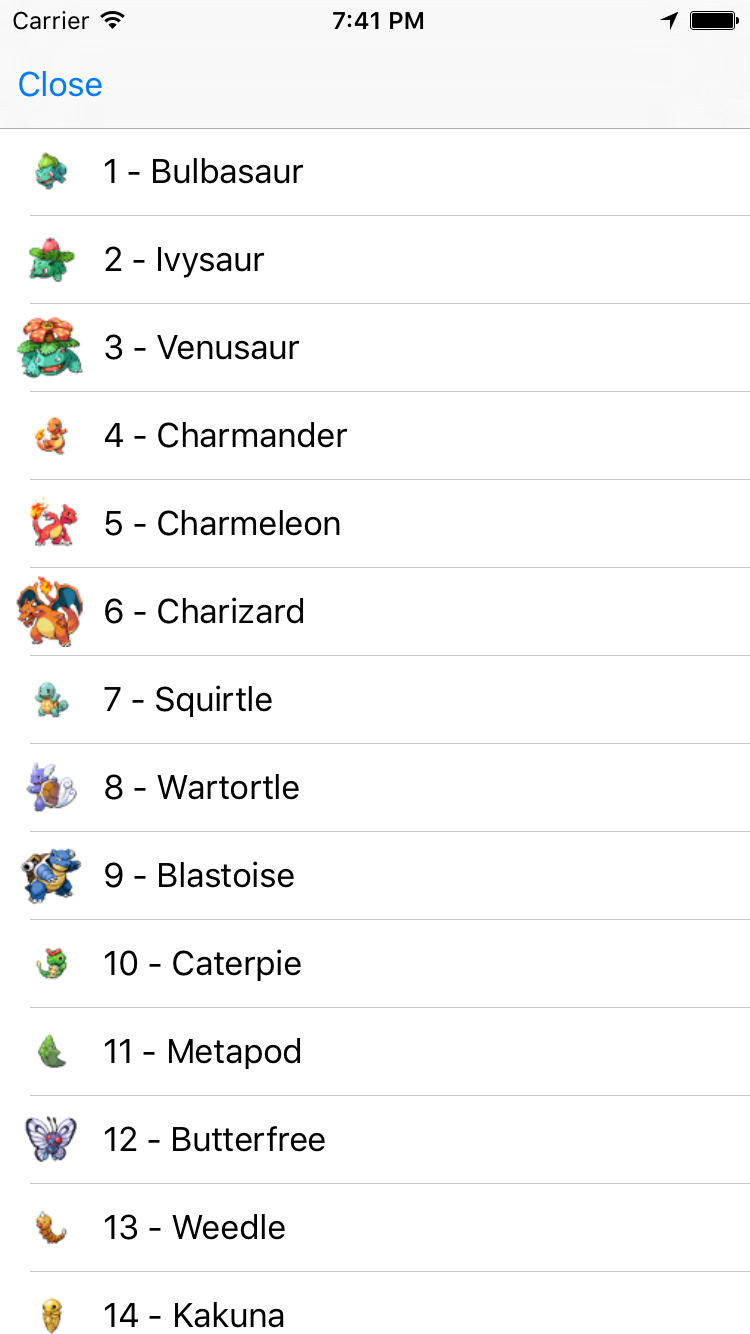 Carrier 7:41 PM
Close
1 - Bulbasaur
2 - Ivysaur
3 - Venusaur
4 - Charmander
5 - Charmeleon
6 - Charizard
7 - Squirtle
8 - Wartortle
9 - Blastoise
10 - Caterpie
11 - Metapod
12 - Butterfree
13 - Weedle
14 - Kakuna